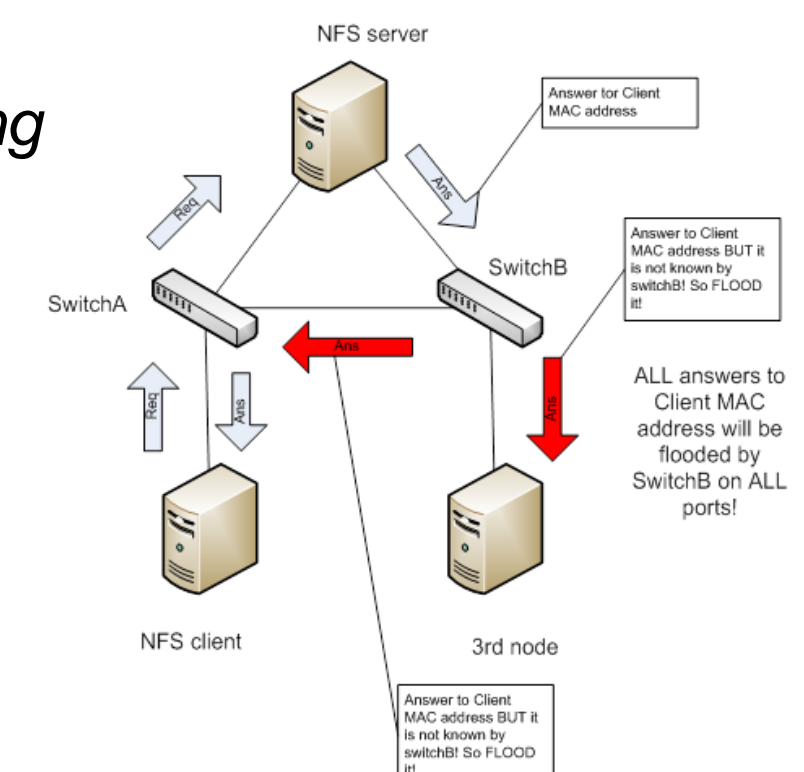 NFS server
ng
Answer tor Client
MAC address
Req
Ans
Answer to Client
MAC address BUT it
is not known by
switchB! So FLOOD
it!
SwitchB
SwitchA
Ans
Req
Ans
Ans
ALL answers to
Client MAC
address will be
flooded by
SwitchB on ALL
ports!
NFS client
3rd node
Answer to Client
MAC address BUT it
is not known by
switchB! So FLOOD
it!